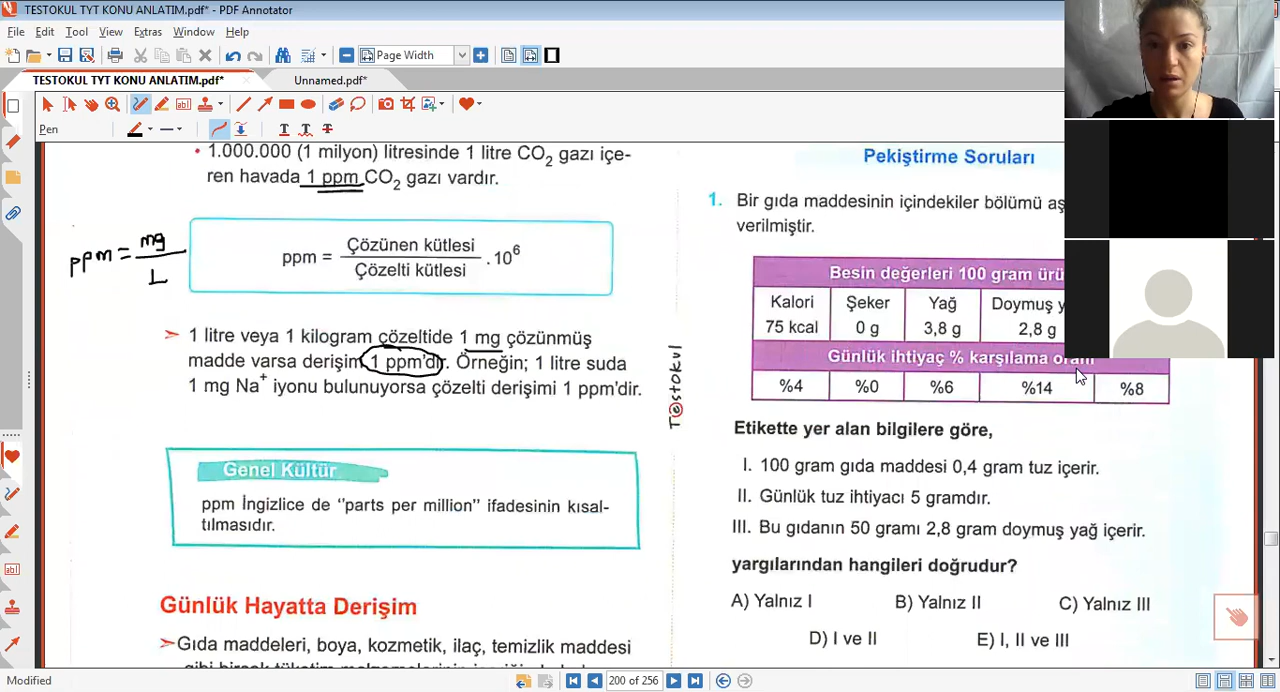 TESTOKUL TYT KONU ANLATIM.pdf* - PDF Annotator
File Edit Tool View Extras Window Help
Page Width
TESTOKUL TYT KONU ANLATIM.pdf* Unnamed.pdf*
Pen
• 1.000.000 (1 milyon) litresinde 1 litre CO₂ gazı içe-
ren havada 1 ppm CO₂ gazı vardır.
ppm = mg
L
ppm = Çözünen kütlesi
Çözelti kütlesi . 10⁶
➢ 1 litre veya 1 kilogram çözeltide 1 mg çözünmüş
madde varsa derişim 1 ppm'dir. Örneğin; 1 litre suda
1 mg Na⁺ iyonu bulunuyorsa çözelti derişimi 1 ppm'dir.
Genel Kültür
ppm İngilizce de ''parts per million'' ifadesinin kısal-
tılmasıdır.
Günlük Hayatta Derişim
➢ Gıda maddeleri, boya, kozmetik, ilaç, temizlik maddesi
Testokul
Pekiştirme Soruları
1. Bir gıda maddesinin içindekiler bölümü
verilmiştir.
Besin değerleri 100 gram
Kalori Şeker Yağ Doymuş
75 kcal 0 g 3,8 g 2,8 g
Günlük ihtiyaç % karşılama oranı
%4 %0 %6 %14 %8
Etikette yer alan bilgilere göre,
I. 100 gram gıda maddesi 0,4 gram tuz içerir.
II. Günlük tuz ihtiyacı 5 gramdır.
III. Bu gıdanın 50 gramı 2,8 gram doymuş yağ içerir.
yargılarından hangileri doğrudur?
A) Yalnız I B) Yalnız II C) Yalnız III
D) I ve II E) I, II ve III
Modified 200 of 256